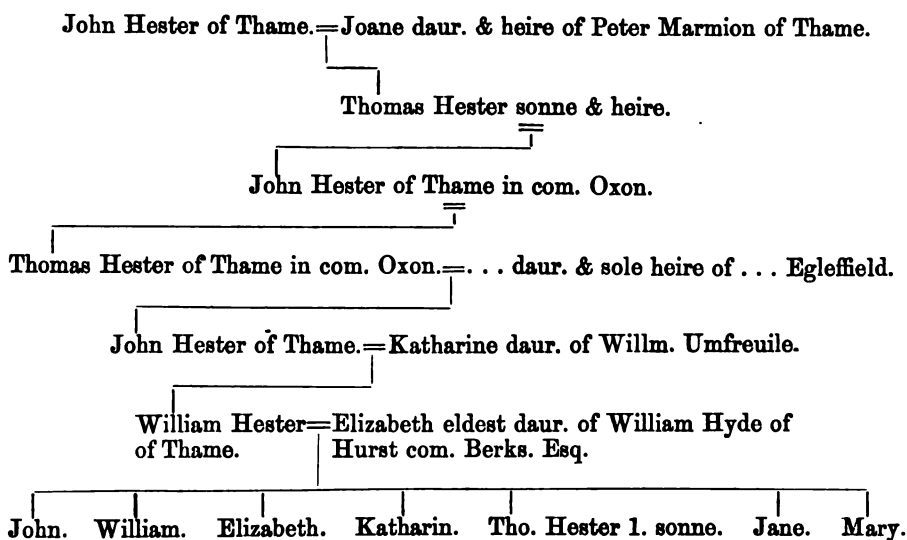 John Hester of Thame.=Joane daur. & heire of Peter Marmion of Thame.
Thomas Hester sonne & heire.
John Hester of Thame in com. Oxon.
Thomas Hester of Thame in com. Oxon.=. . . daur. & sole heire of . . . Egleffield.
John Hester of Thame.=Katharine daur. of Willm. Umfreuile.
William Hester=Elizabeth eldest daur. of William Hyde of
of Thame. Hurst com. Berks. Esq.
John. William. Elizabeth. Katharin. Tho. Hester 1. sonne. Jane. Mary.